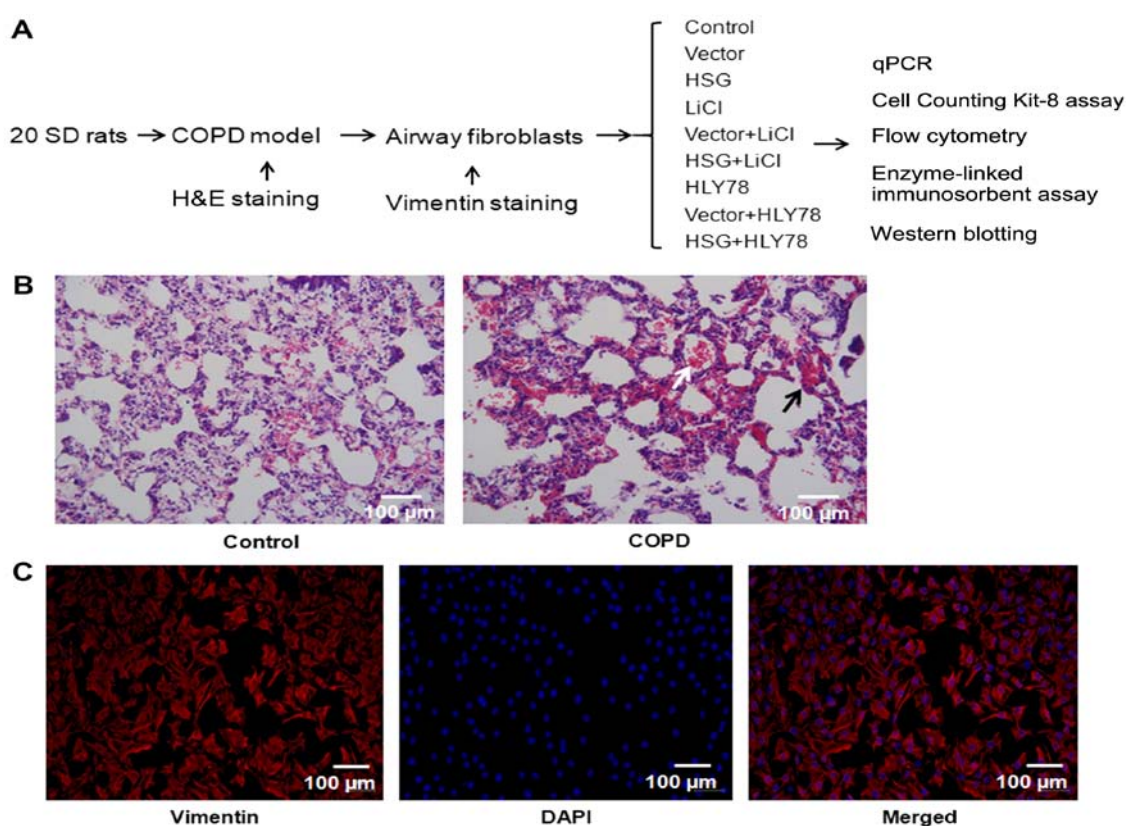 A
20 SD rats
COPD model
Airway fibroblasts
H&E staining
Vimentin staining
Control
Vector
HSG
LiCl
Vector+LiCl
HSG+LiCl
HLY78
Vector+HLY78
HSG+HLY78
qPCR
Cell Counting Kit-8 assay
Flow cytometry
Enzyme-linked
immunosorbent assay
Western blotting
B
100 µm
100 µm
Control
COPD
C
100 µm
100 µm
100 µm
Vimentin
DAPI
Merged